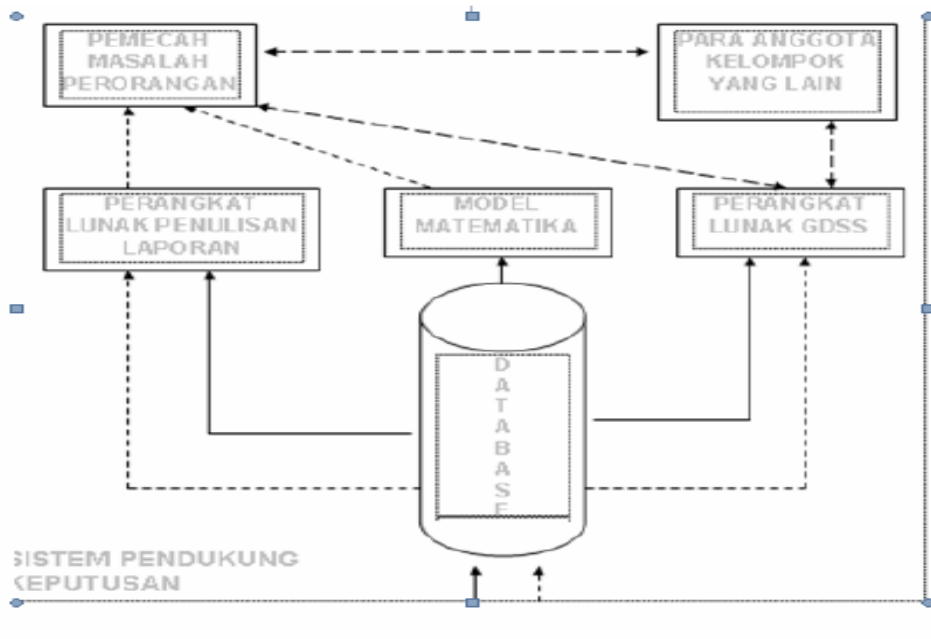 PEMECAH
MASALAH
PERORANGAN
PARA ANGGOTA
KELOMPOK
YANG LAIN
PERANGKAT
LUNAK PENULISAN
LAPORAN
MODEL
MATEMATIKA
PERANGKAT
LUNAK GDSS
D
A
T
A
B
A
S
E
SISTEM PENDUKUNG
KEPUTUSAN